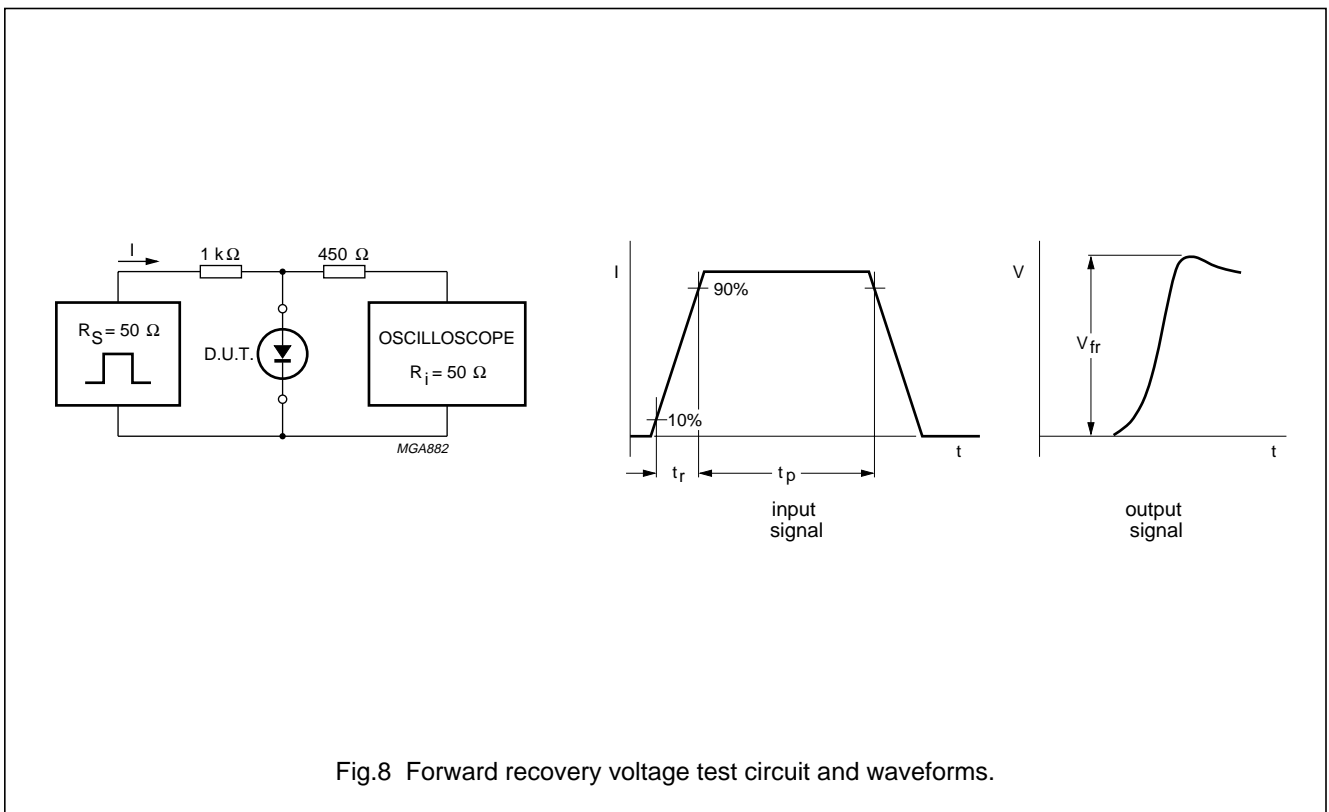 I
1 kΩ
450 Ω
R_S = 50 Ω
D.U.T.
OSCILLOSCOPE
R_i = 50 Ω
MGA882
I
90%
10%
t
t_r
t_p
input
signal
V
V_fr
t
output
signal
Fig.8 Forward recovery voltage test circuit and waveforms.